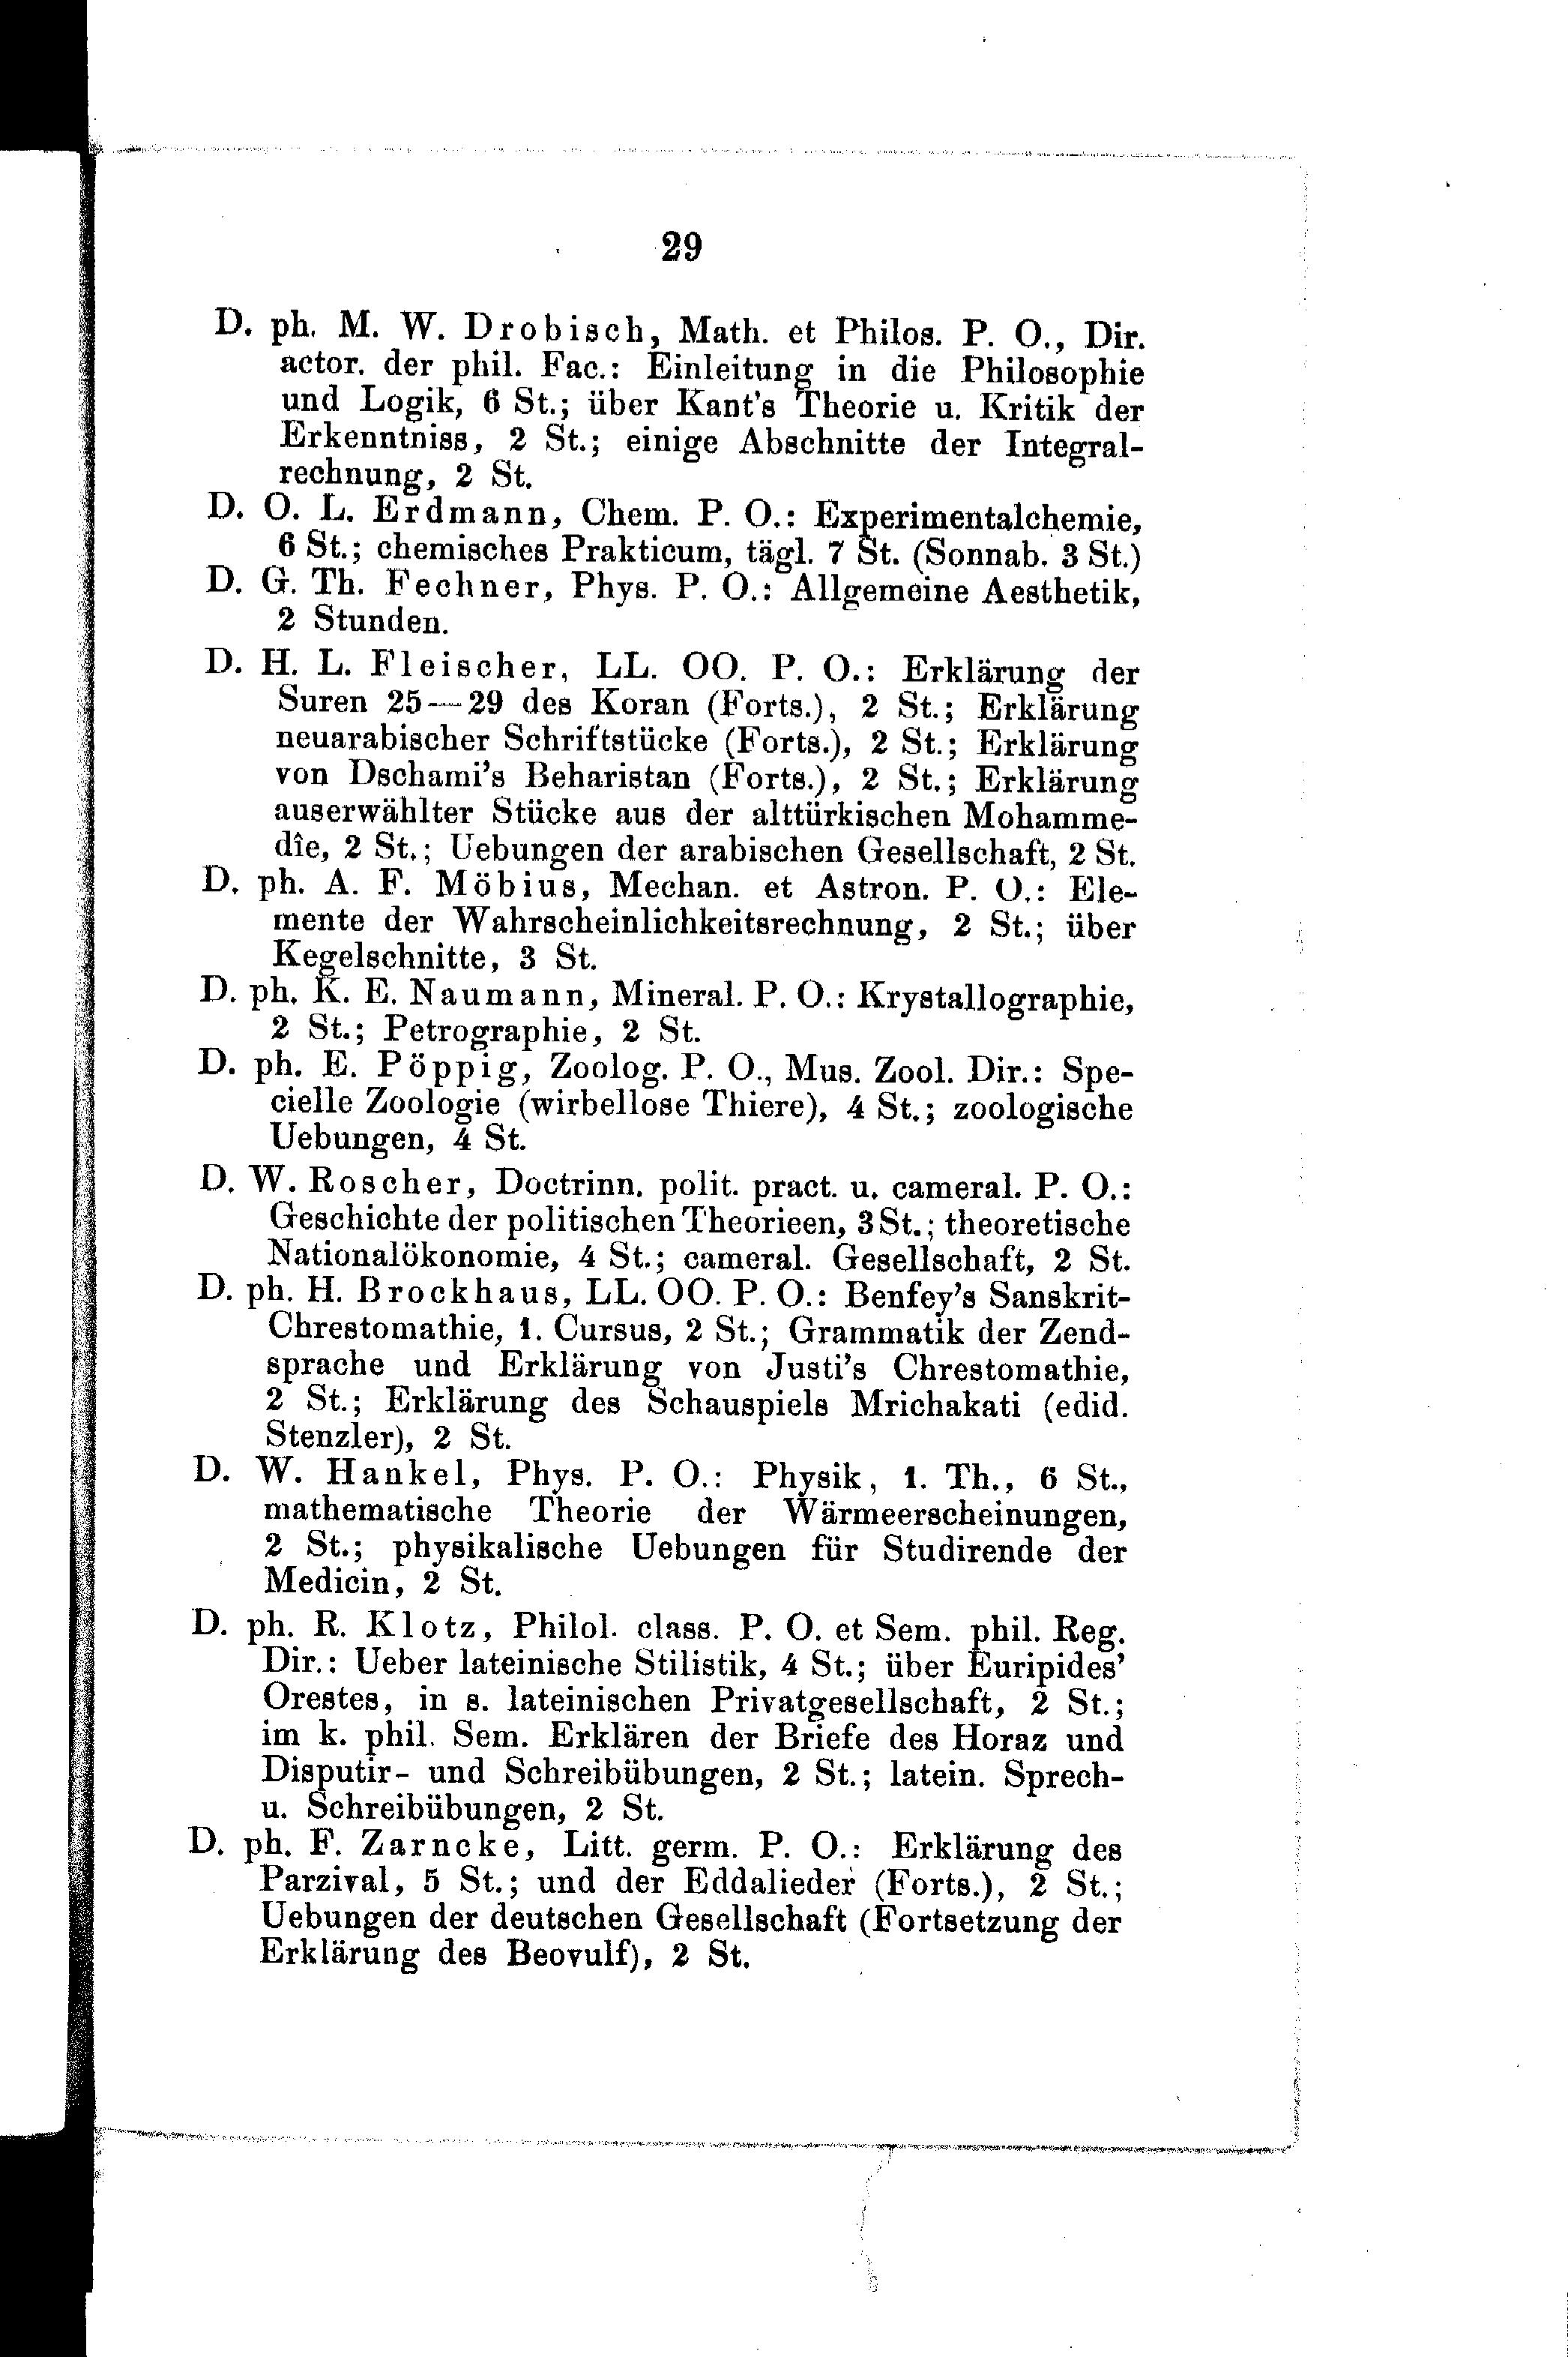 29
D. ph. M. W. Drobisch, Math. et Philos. P. O., Dir.
actor. der phil. Fac.: Einleitung in die Philosophie
und Logik, 6 St.; über Kant's Theorie u. Kritik der
Erkenntniss, 2 St.; einige Abschnitte der Integral-
rechnung, 2 St.
D. O. L. Erdmann, Chem. P. O.: Experimentalchemie,
6 St.; chemisches Prakticum, tägl. 7 St. (Sonnab. 3 St.)
D. G. Th. Fechner, Phys. P. O.: Allgemeine Aesthetik,
2 Stunden.
D. H. L. Fleischer, LL. OO. P. O.: Erklärung der
Suren 25—29 des Koran (Forts.), 2 St.; Erklärung
neuarabischer Schriftstücke (Forts.), 2 St.; Erklärung
von Dschami's Beharistan (Forts.), 2 St.; Erklärung
auserwählter Stücke aus der alttürkischen Mohamme-
dîe, 2 St.; Uebungen der arabischen Gesellschaft, 2 St.
D. ph. A. F. Möbius, Mechan. et Astron. P. O.: Ele-
mente der Wahrscheinlichkeitsrechnung, 2 St.; über
Kegelschnitte, 3 St.
D. ph. K. E. Naumann, Mineral. P. O.: Krystallographie,
2 St.; Petrographie, 2 St.
D. ph. E. Pöppig, Zoolog. P. O., Mus. Zool. Dir.: Spe-
cielle Zoologie (wirbellose Thiere), 4 St.; zoologische
Uebungen, 4 St.
D. W. Roscher, Doctrinn. polit. pract. u. cameral. P. O.:
Geschichte der politischen Theorieen, 3 St.; theoretische
Nationalökonomie, 4 St.; cameral. Gesellschaft, 2 St.
D. ph. H. Brockhaus, LL. OO. P. O.: Benfey's Sanskrit-
Chrestomathie, 1. Cursus, 2 St.; Grammatik der Zend-
sprache und Erklärung von Justi's Chrestomathie,
2 St.; Erklärung des Schauspiels Mrichakati (edid.
Stenzler), 2 St.
D. W. Hankel, Phys. P. O.: Physik, 1. Th., 6 St.,
mathematische Theorie der Wärmeerscheinungen,
2 St.; physikalische Uebungen für Studirende der
Medicin, 2 St.
D. ph. R. Klotz, Philol. class. P. O. et Sem. phil. Reg.
Dir.: Ueber lateinische Stilistik, 4 St.; über Euripides'
Orestes, in s. lateinischen Privatgesellschaft, 2 St.;
im k. phil. Sem. Erklären der Briefe des Horaz und
Disputir- und Schreibübungen, 2 St.; latein. Sprech-
u. Schreibübungen, 2 St.
D. ph. F. Zarncke, Litt. germ. P. O.: Erklärung des
Parzival, 5 St.; und der Eddalieder (Forts.), 2 St.;
Uebungen der deutschen Gesellschaft (Fortsetzung der
Erklärung des Beovulf), 2 St.